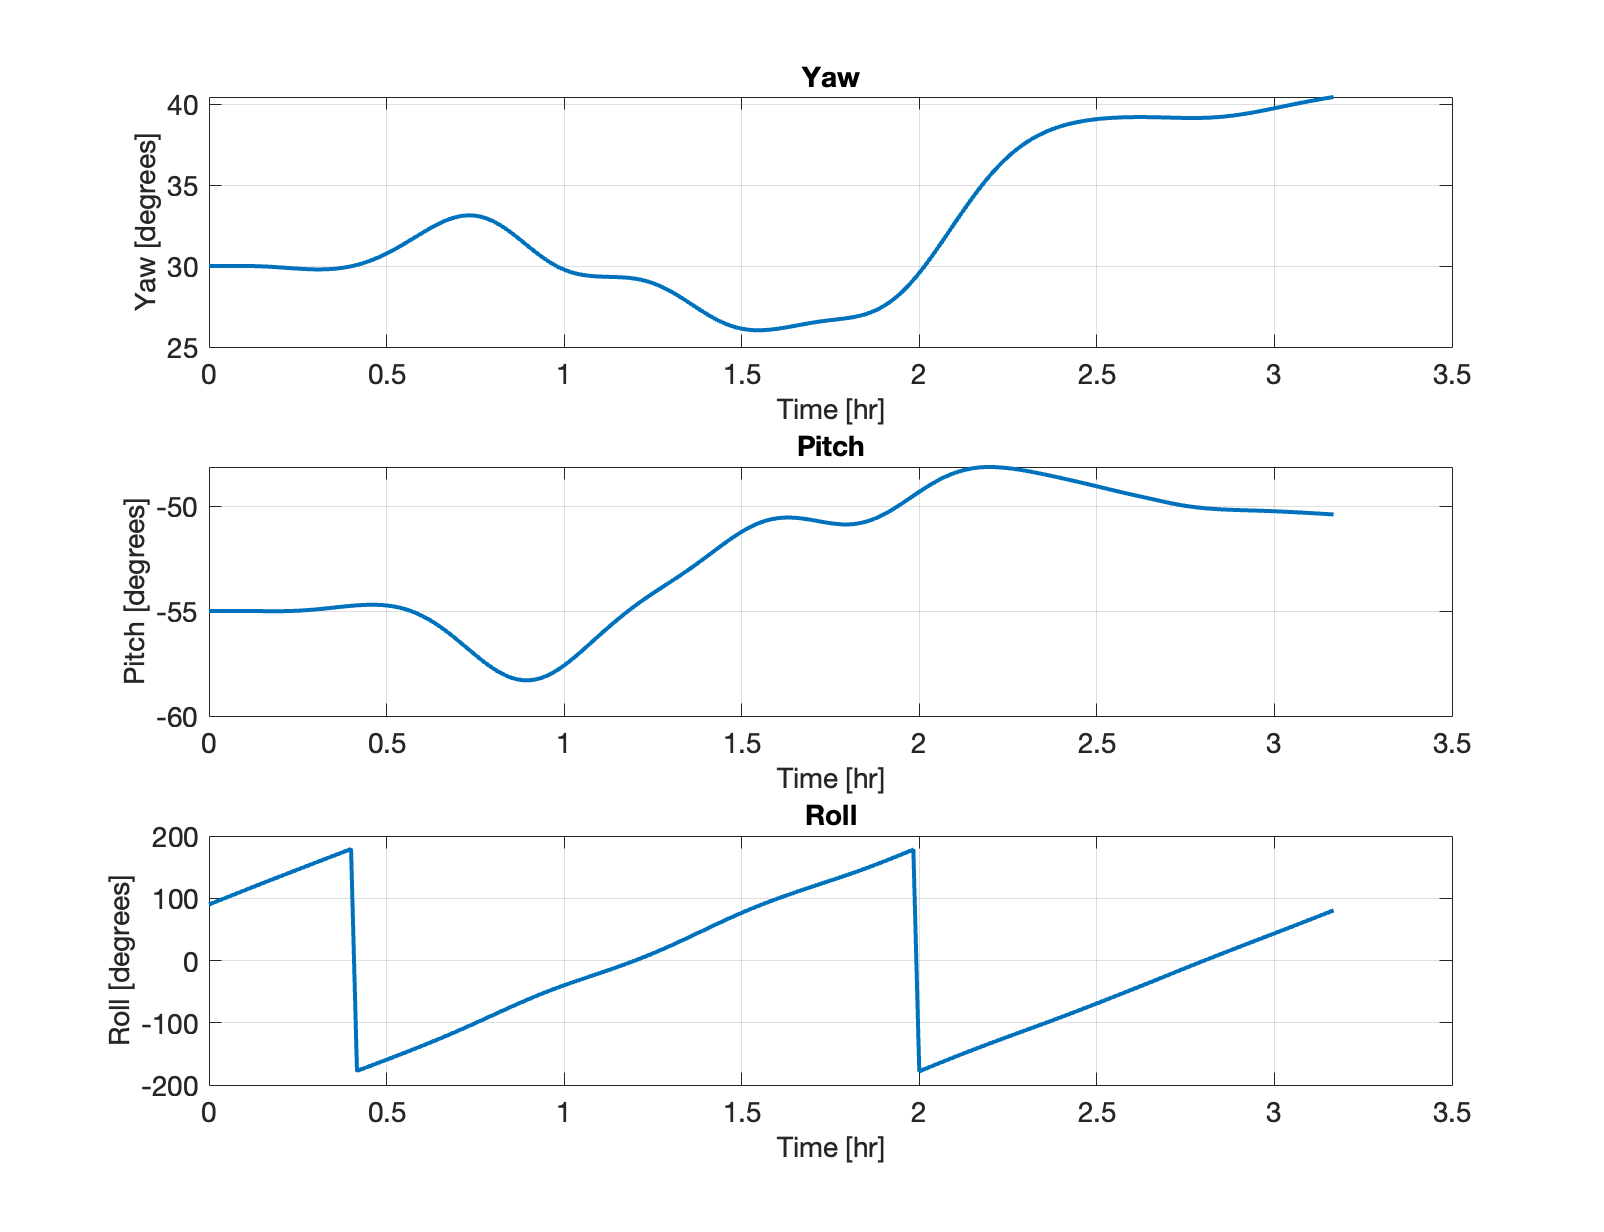 Yaw
Yaw [degrees]
40
35
30
25
0 0.5 1 1.5 2 2.5 3 3.5
Time [hr]
Pitch
Pitch [degrees]
-50
-55
-60
0 0.5 1 1.5 2 2.5 3 3.5
Time [hr]
Roll
Roll [degrees]
200
100
0
-100
-200
0 0.5 1 1.5 2 2.5 3 3.5
Time [hr]